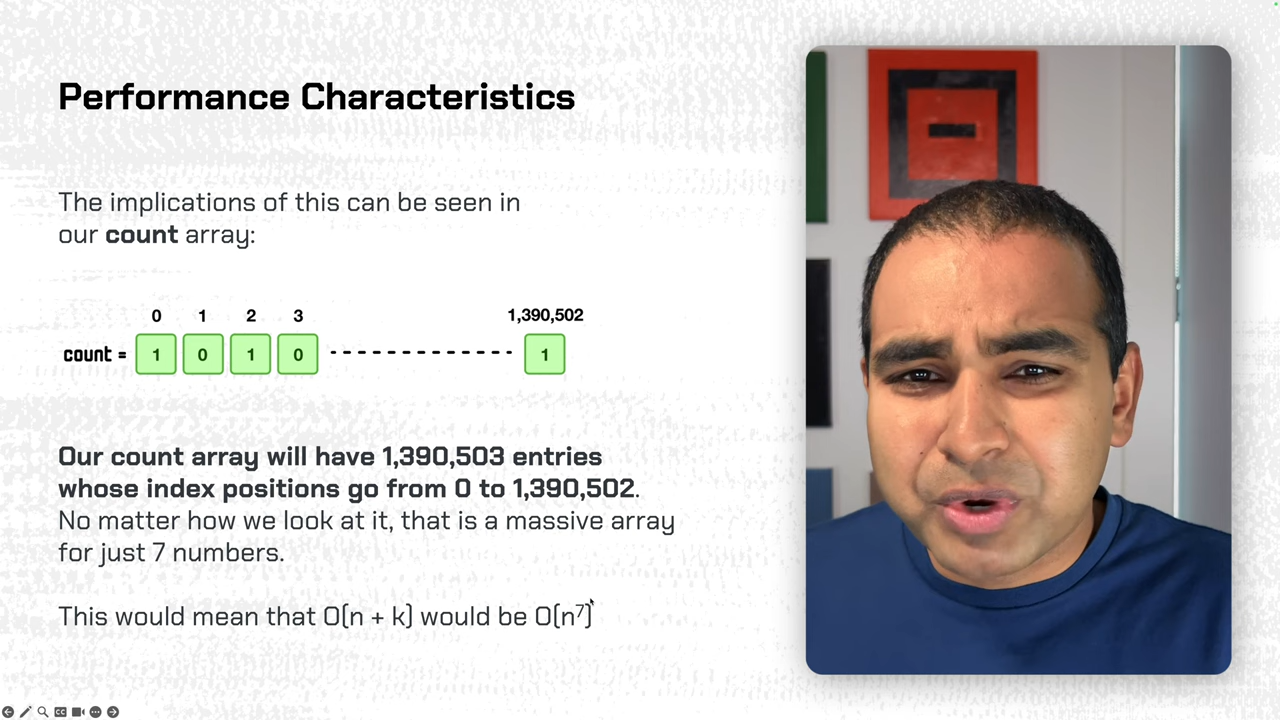 Performance Characteristics
The implications of this can be seen in
our count array:
0 1 2 3 1,390,502
count = 1 0 1 0 1
Our count array will have 1,390,503 entries
whose index positions go from 0 to 1,390,502.
No matter how we look at it, that is a massive array
for just 7 numbers.
This would mean that O(n + k) would be O(n⁷)
CC